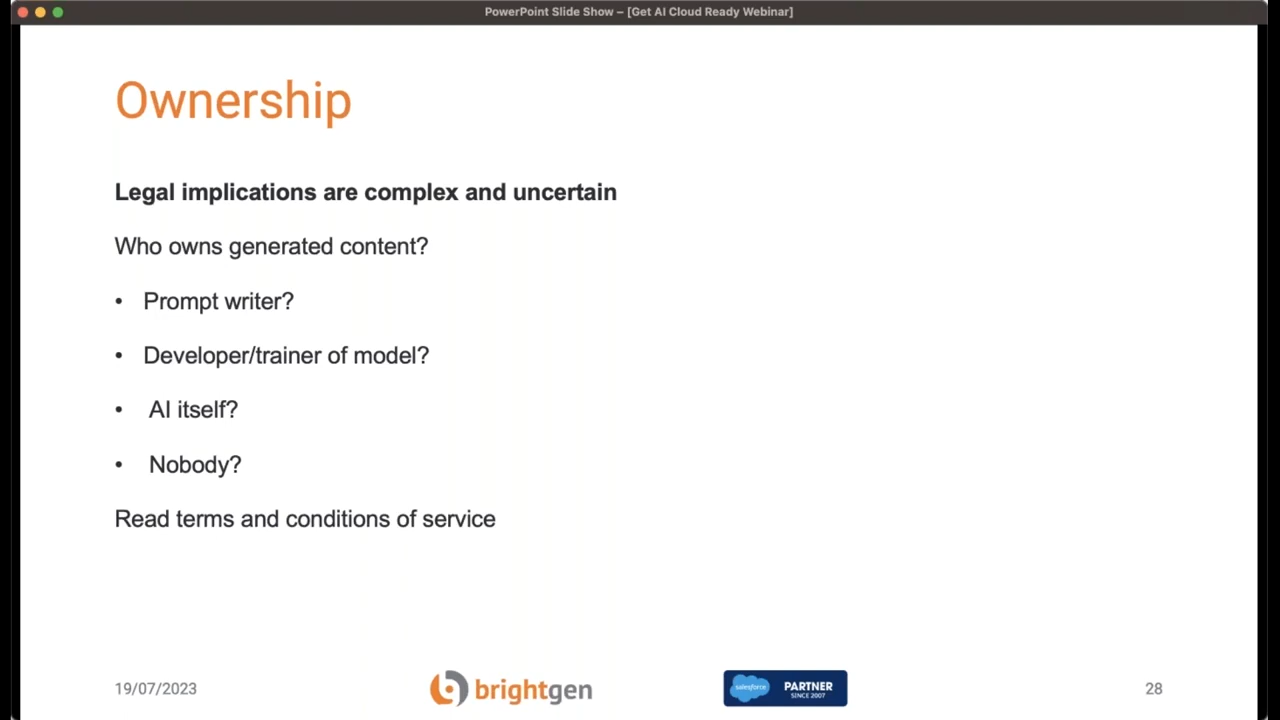 PowerPoint Slide Show – [Get AI Cloud Ready Webinar]
Ownership
Legal implications are complex and uncertain
Who owns generated content?
• Prompt writer?
• Developer/trainer of model?
• AI itself?
• Nobody?
Read terms and conditions of service
19/07/2023
brightgen
salesforce
PARTNER
SINCE 2007
28